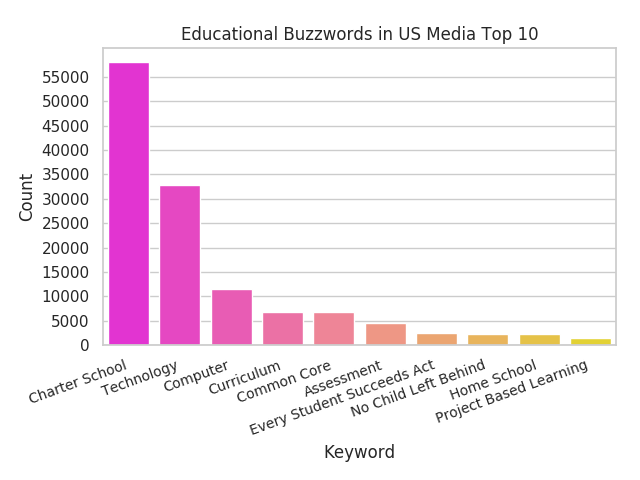 Educational Buzzwords in US Media Top 10
Count
55000
50000
45000
40000
35000
30000
25000
20000
15000
10000
5000
0
Charter School
Technology
Computer
Curriculum
Common Core
Assessment
Every Student Succeeds Act
No Child Left Behind
Home School
Project Based Learning
Keyword